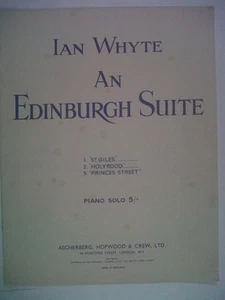 IAN WHYTE
AN
EDINBURGH SUITE
1. ST. GILES
2. HOLYROOD
3. "PRINCES STREET"
PIANO SOLO 5/-
ASCHERBERG, HOPWOOD & CREW, LTD.